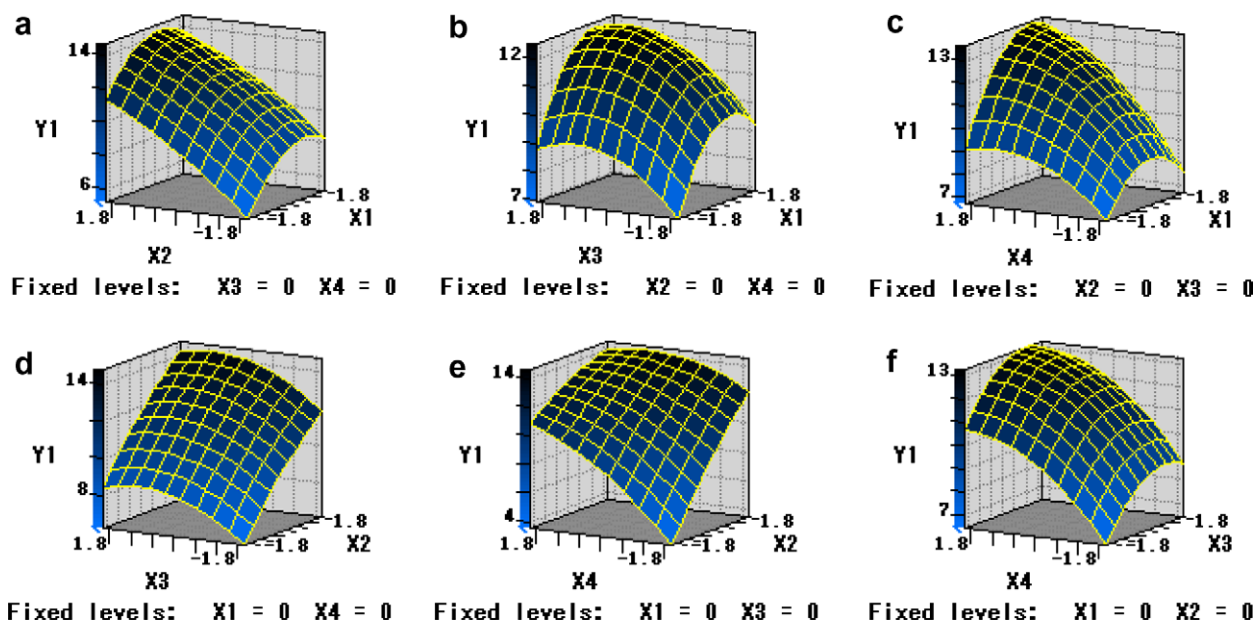 a
14
Y1
6
1.8
-1.8
-1.8
-1.8
X2
X1
Fixed levels: X3 = 0 X4 = 0
b
12
Y1
7
1.8
-1.8
-1.8
-1.8
X3
X1
Fixed levels: X2 = 0 X4 = 0
c
13
Y1
7
1.8
-1.8
-1.8
-1.8
X4
X1
Fixed levels: X2 = 0 X3 = 0
d
14
Y1
8
1.8
-1.8
-1.8
-1.8
X3
X2
Fixed levels: X1 = 0 X4 = 0
e
14
Y1
4
1.8
-1.8
-1.8
-1.8
X4
X2
Fixed levels: X1 = 0 X3 = 0
f
13
Y1
7
1.8
-1.8
-1.8
-1.8
X4
X3
Fixed levels: X1 = 0 X2 = 0